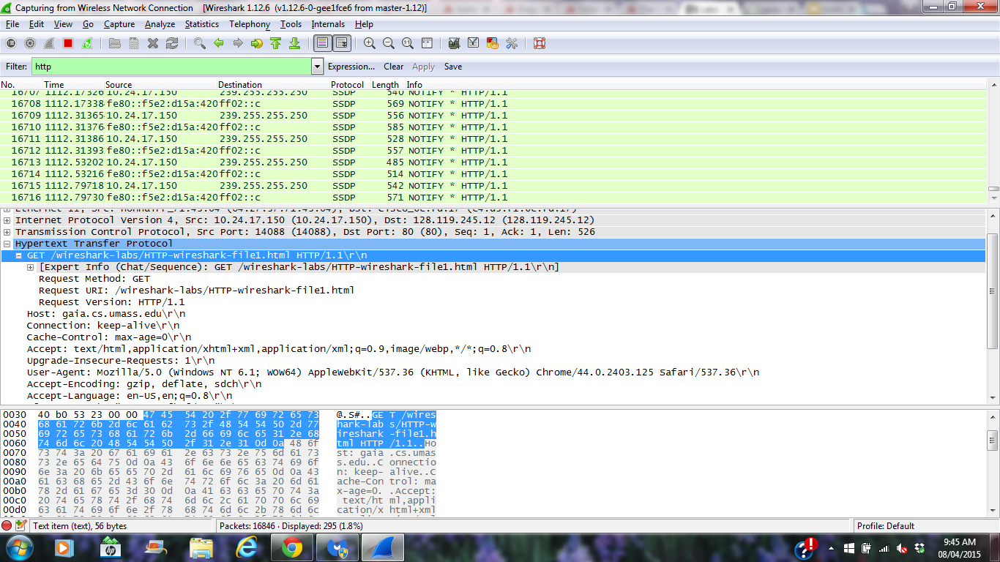 Capturing from Wireless Network Connection [Wireshark 1.12.6 (v1.12.6-0-gee1fce6 from master-1.12)]
File Edit View Go Capture Analyze Statistics Telephony Tools Internals Help
Filter: http Expression... Clear Apply Save
No. Time Source Destination Protocol Length Info
16707 1112.17326 10.24.17.150 239.255.255.250 SSDP 540 NOTIFY * HTTP/1.1
16708 1112.17338 fe80::f5e2:d15a:420 ff02::c SSDP 569 NOTIFY * HTTP/1.1
16709 1112.31365 10.24.17.150 239.255.255.250 SSDP 556 NOTIFY * HTTP/1.1
16710 1112.31376 fe80::f5e2:d15a:420 ff02::c SSDP 585 NOTIFY * HTTP/1.1
16711 1112.31386 10.24.17.150 239.255.255.250 SSDP 528 NOTIFY * HTTP/1.1
16712 1112.31393 fe80::f5e2:d15a:420 ff02::c SSDP 557 NOTIFY * HTTP/1.1
16713 1112.53202 10.24.17.150 239.255.255.250 SSDP 485 NOTIFY * HTTP/1.1
16714 1112.53216 fe80::f5e2:d15a:420 ff02::c SSDP 514 NOTIFY * HTTP/1.1
16715 1112.79718 10.24.17.150 239.255.255.250 SSDP 542 NOTIFY * HTTP/1.1
16716 1112.79730 fe80::f5e2:d15a:420 ff02::c SSDP 571 NOTIFY * HTTP/1.1
Internet Protocol Version 4, Src: 10.24.17.150 (10.24.17.150), Dst: 128.119.245.12 (128.119.245.12)
Transmission Control Protocol, Src Port: 14088 (14088), Dst Port: 80 (80), Seq: 1, Ack: 1, Len: 526
Hypertext Transfer Protocol
GET /wireshark-labs/HTTP-wireshark-file1.html HTTP/1.1\r\n
[Expert Info (Chat/Sequence): GET /wireshark-labs/HTTP-wireshark-file1.html HTTP/1.1\r\n]
Request Method: GET
Request URI: /wireshark-labs/HTTP-wireshark-file1.html
Request Version: HTTP/1.1
Host: gaia.cs.umass.edu\r\n
Connection: keep-alive\r\n
Cache-Control: max-age=0\r\n
Accept: text/html,application/xhtml+xml,application/xml;q=0.9,image/webp,*/*;q=0.8\r\n
Upgrade-Insecure-Requests: 1\r\n
User-Agent: Mozilla/5.0 (Windows NT 6.1; WOW64) AppleWebKit/537.36 (KHTML, like Gecko) Chrome/44.0.2403.125 Safari/537.36\r\n
Accept-Encoding: gzip, deflate, sdch\r\n
Accept-Language: en-US,en;q=0.8\r\n
0030 40 b0 53 23 00 00 47 45 54 20 2f 77 69 72 65 73 @.S#..GE T /wires
0040 68 61 72 6b 2d 6c 61 62 73 2f 48 54 54 50 2d 77 hark-lab s/HTTP-w
0050 69 72 65 73 68 61 72 6b 2d 66 69 6c 65 31 2e 68 ireshark -file1.h
0060 74 6d 6c 20 48 54 54 50 2f 31 2e 31 0d 0a 48 6f tml HTTP /1.1..Ho
0070 73 74 3a 20 67 61 69 61 2e 63 73 2e 75 6d 61 73 st: gaia .cs.umas
0080 73 2e 65 64 75 0d 0a 43 6f 6e 6e 65 63 74 69 6f s.edu..C onnectio
0090 6e 3a 20 6b 65 65 70 2d 61 6c 69 76 65 0d 0a 43 n: keep- alive..C
00a0 61 63 68 65 2d 43 6f 6e 74 72 6f 6c 3a 20 6d 61 ache-Con trol: ma
00b0 78 2d 61 67 65 3d 30 0d 0a 41 63 63 65 70 74 3a x-age=0. .Accept:
00c0 20 74 65 78 74 2f 68 74 6d 6c 2c 61 70 70 6c 69 text/ht ml,appli
00d0 63 61 74 69 6f 6e 2f 78 68 74 6d 6c 2b 78 6d 6c cation/x html+xml
Text item (text), 56 bytes Packets: 16846 · Displayed: 295 (1.8%) Profile: Default
9:45 AM
08/04/2015